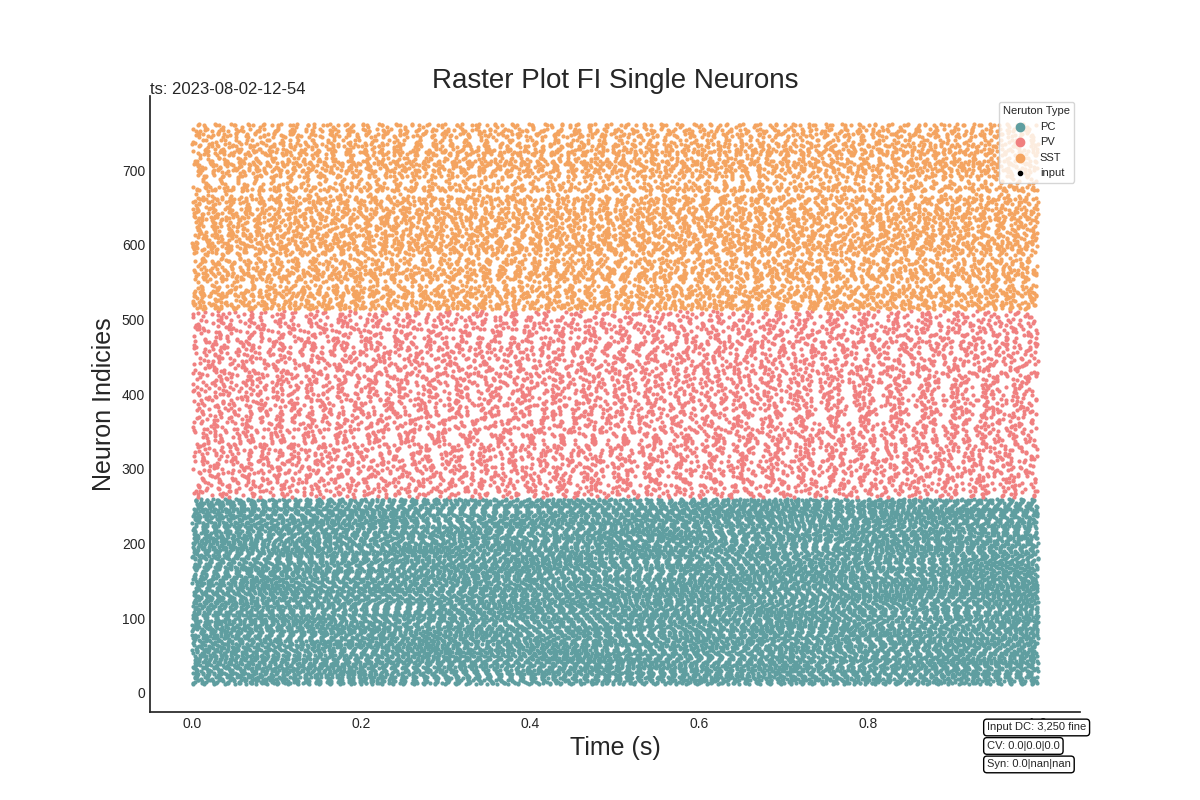 Raster Plot FI Single Neurons
ts: 2023-08-02-12-54
Neruton Type
PC
PV
SST
input
Neuron Indicies
700
600
500
400
300
200
100
0
0.0 0.2 0.4 0.6 0.8
Time (s)
Input DC: 3,250 fine
CV: 0.0|0.0|0.0
Syn: 0.0|nan|nan